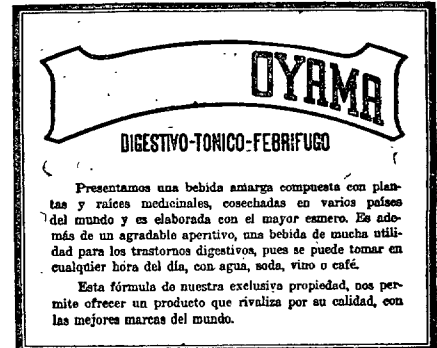 OYAMA
DIGESTIVO-TONICO-FEBRIFUGO
Presentamos una bebida amarga compuesta con plan-
tas y raíces medicinales, cosechadas en varios países
del mundo y es elaborada con el mayor esmero. Es ade-
más de un agradable aperitivo, una bebida de mucha utili-
dad para los trastornos digestivos, pues se puede tomar en
cualquier hora del día, con agua, soda, vino o café.
Esta fórmula de nuestra exclusiva propiedad, nos per-
mite ofrecer un producto que rivaliza por su calidad, con
las mejores marcas del mundo.